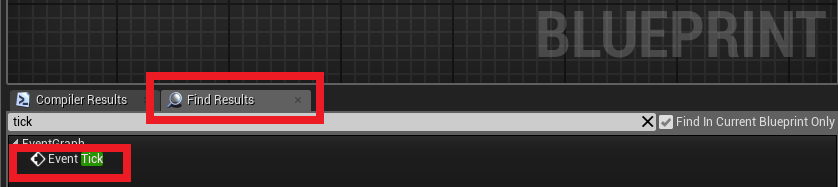 BLUEPRINT
Compiler Results
Find Results
tick
Find In Current Blueprint Only
EventGraph
Event Tick